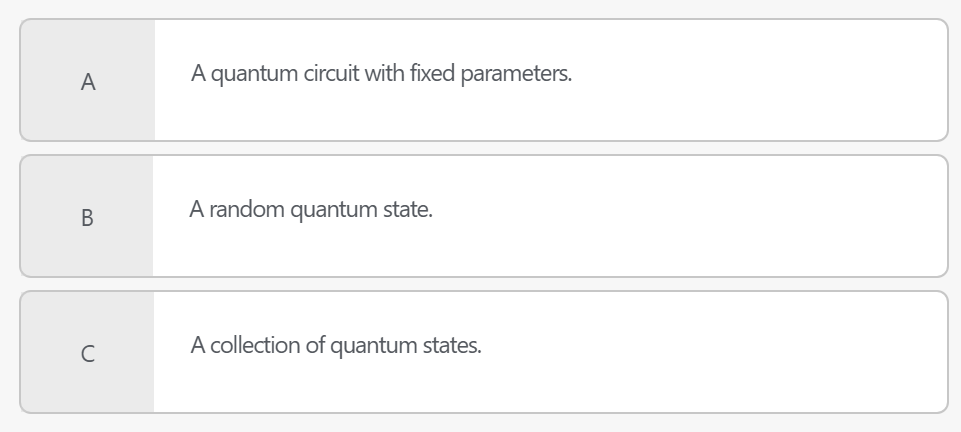 A
A quantum circuit with fixed parameters.
B
A random quantum state.
C
A collection of quantum states.